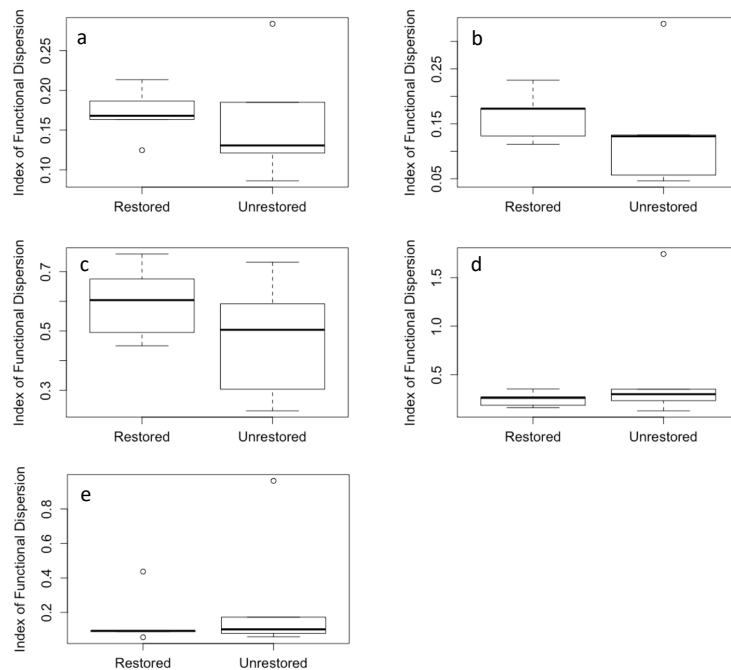 a
Index of Functional Dispersion
0.10 0.15 0.20 0.25
Restored Unrestored
b
Index of Functional Dispersion
0.05 0.15 0.25
Restored Unrestored
c
Index of Functional Dispersion
0.3 0.5 0.7
Restored Unrestored
d
Index of Functional Dispersion
0.5 1.0 1.5
Restored Unrestored
e
Index of Functional Dispersion
0.2 0.4 0.6 0.8
Restored Unrestored